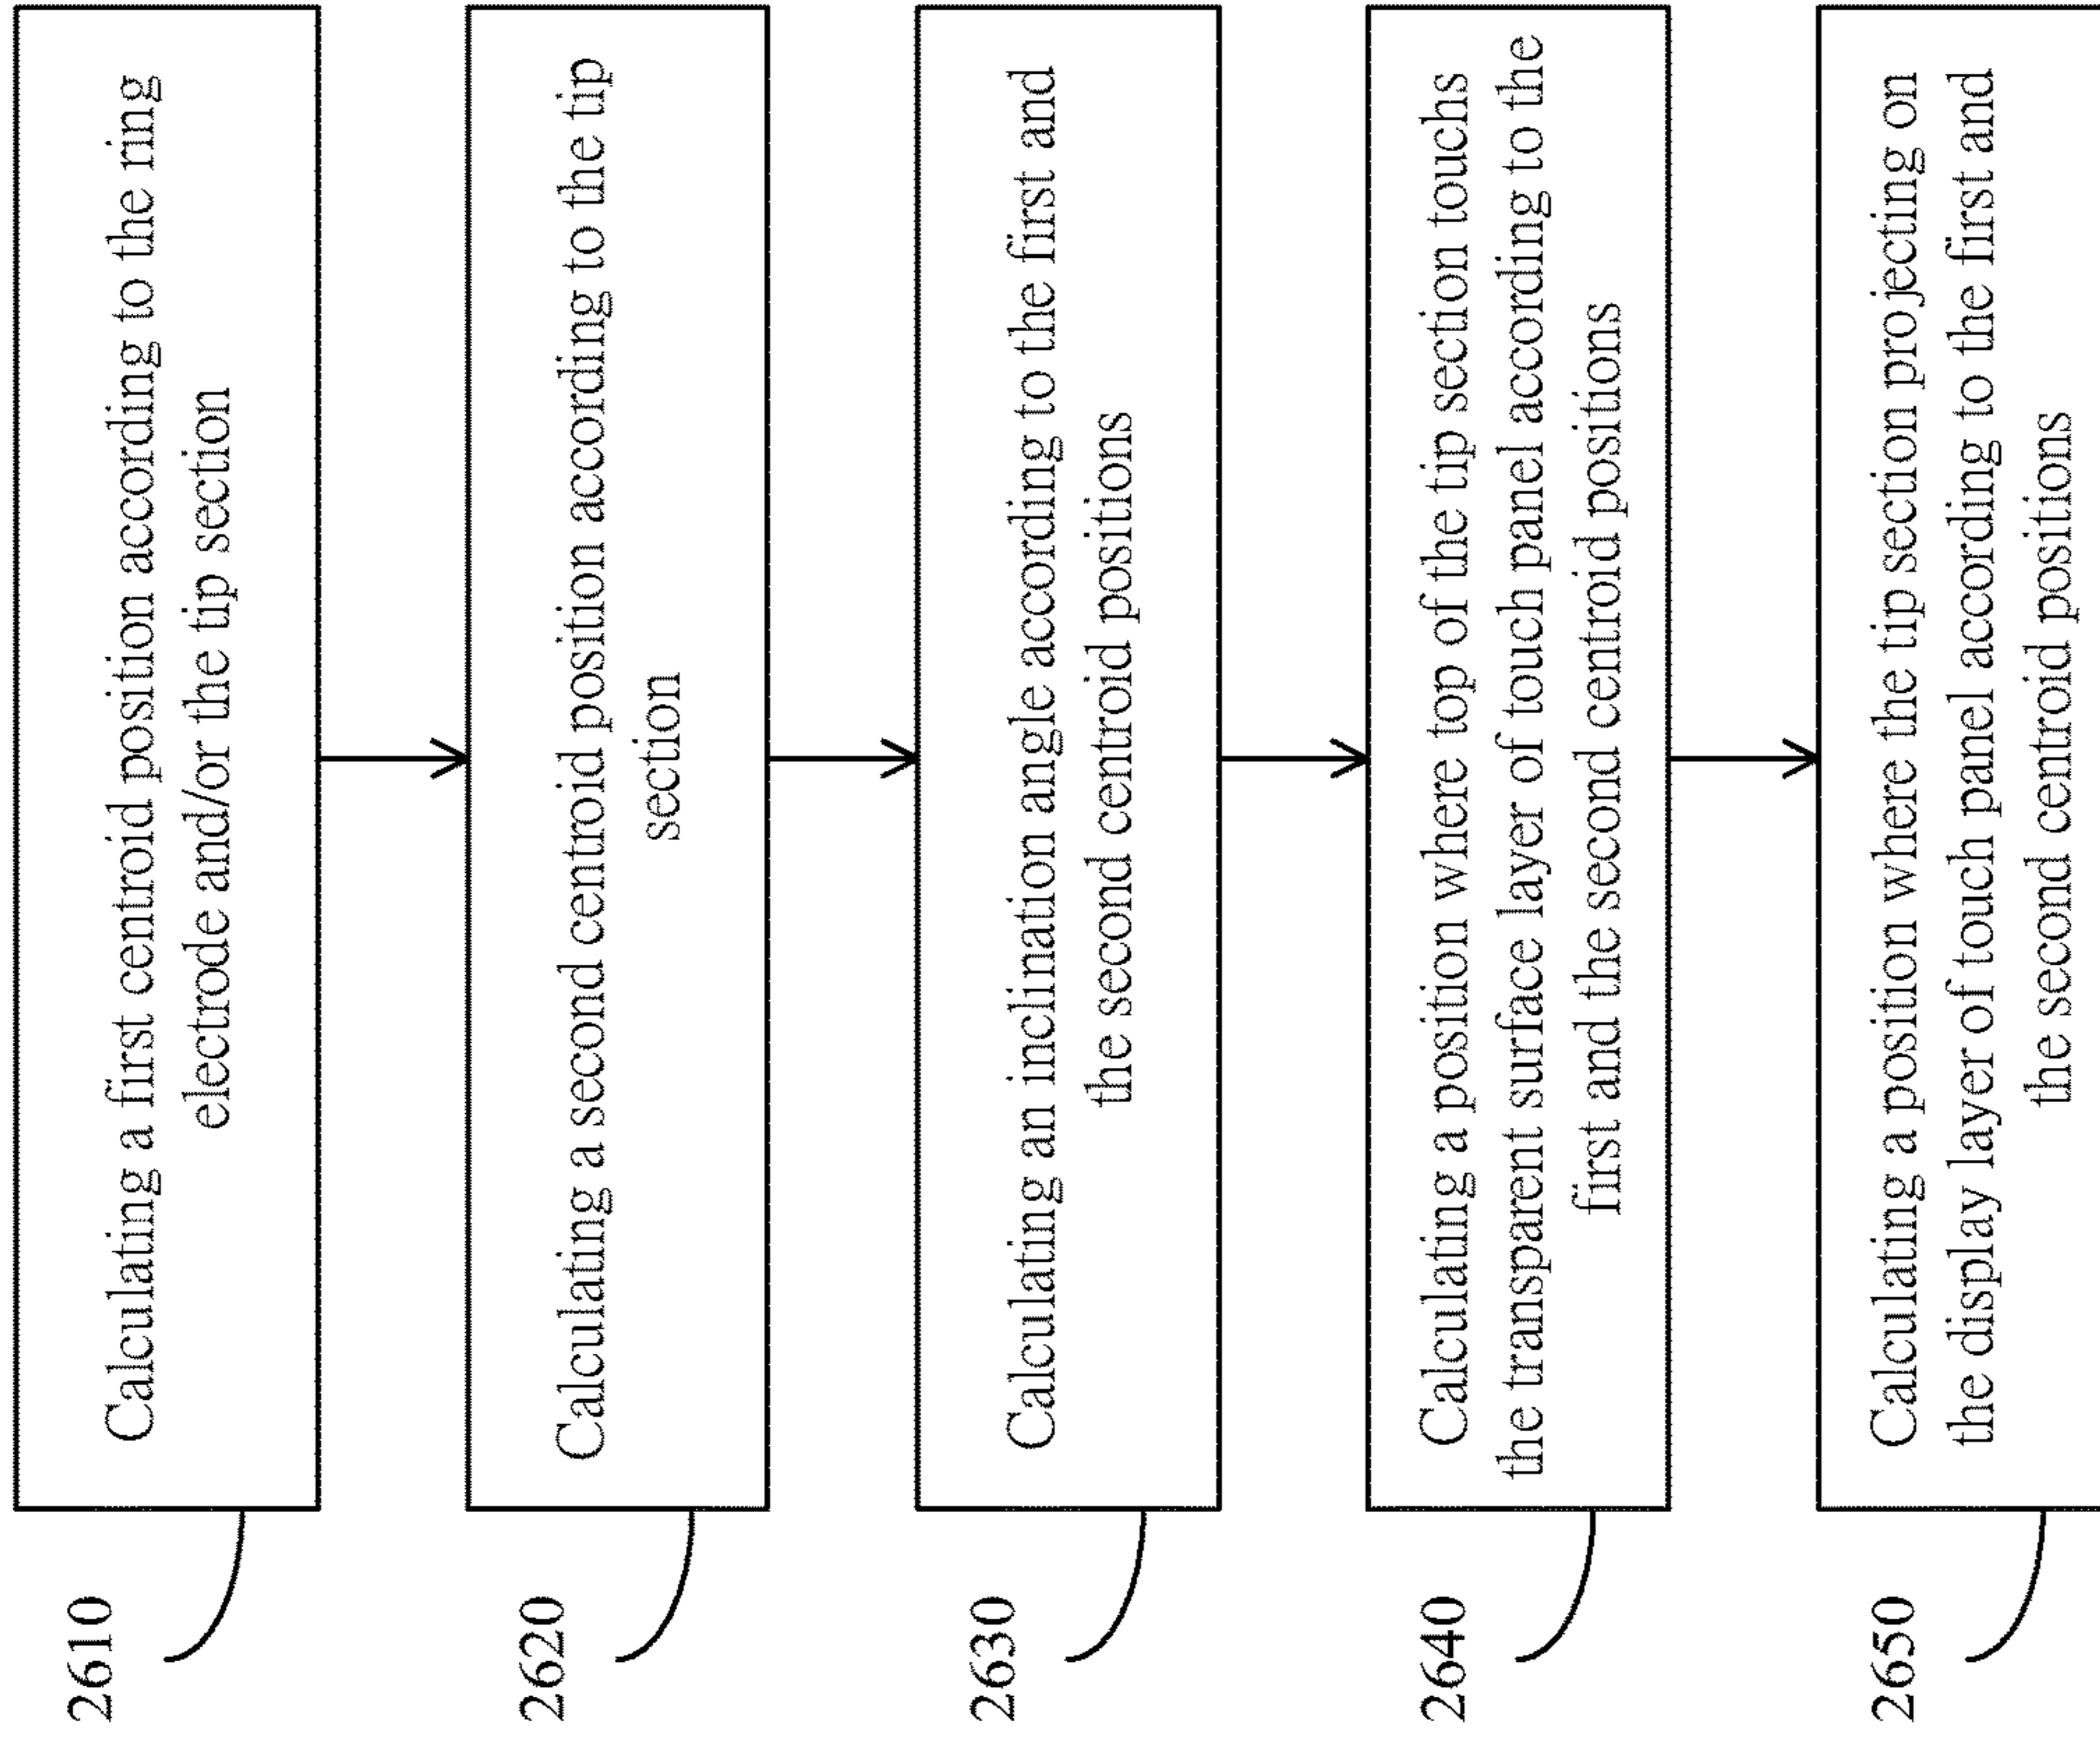 2610
Calculating a first centroid position according to the ring
electrode and/or the tip section
2620
Calculating a second centroid position according to the tip
section
2630
Calculating an inclination angle according to the first and
the second centroid positions
2640
Calculating a position where top of the tip section touchs
the transparent surface layer of touch panel according to the
first and the second centroid positions
2650
Calculating a position where the tip section projecting on
the display layer of touch panel according to the first and
the second centroid positions